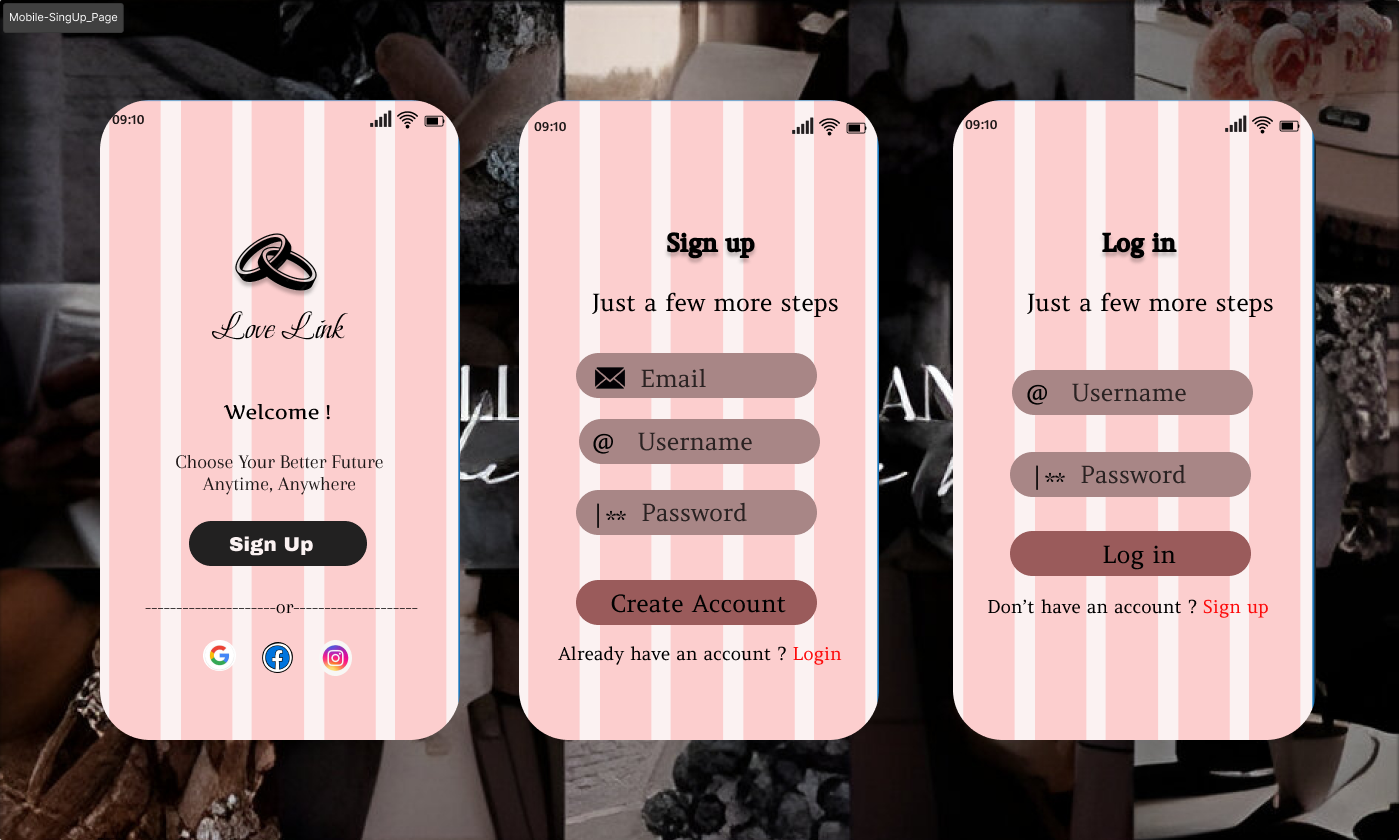 Mobile-SingUp_Page
09:10
Love Link
Welcome !
Choose Your Better Future
Anytime, Anywhere
Sign Up
---------------------or--------------------
09:10
Sign up
Just a few more steps
Email
@ Username
|** Password
Create Account
Already have an account ? Login
09:10
Log in
Just a few more steps
@ Username
|** Password
Log in
Don't have an account ? Sign up